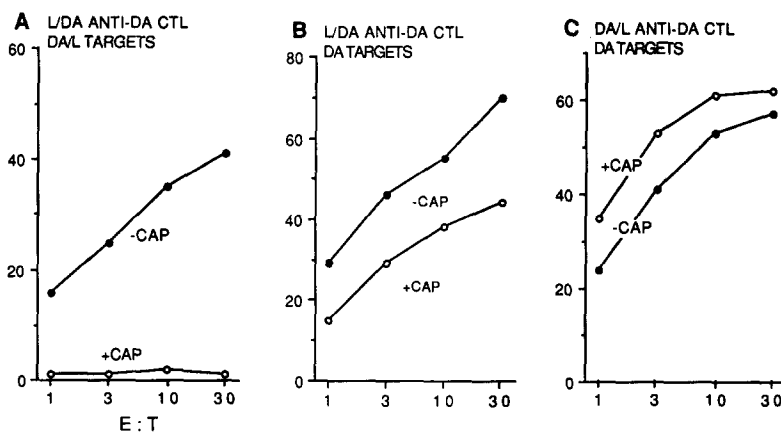 A L/DA ANTI-DA CTL
DA/L TARGETS
60
40
20
0
-CAP
+CAP
1 3 10 30
E : T
B L/DA ANTI-DA CTL
DA TARGETS
80
60
40
20
0
-CAP
+CAP
1 3 10 30
C DA/L ANTI-DA CTL
DA TARGETS
60
40
20
0
+CAP
-CAP
1 3 10 30